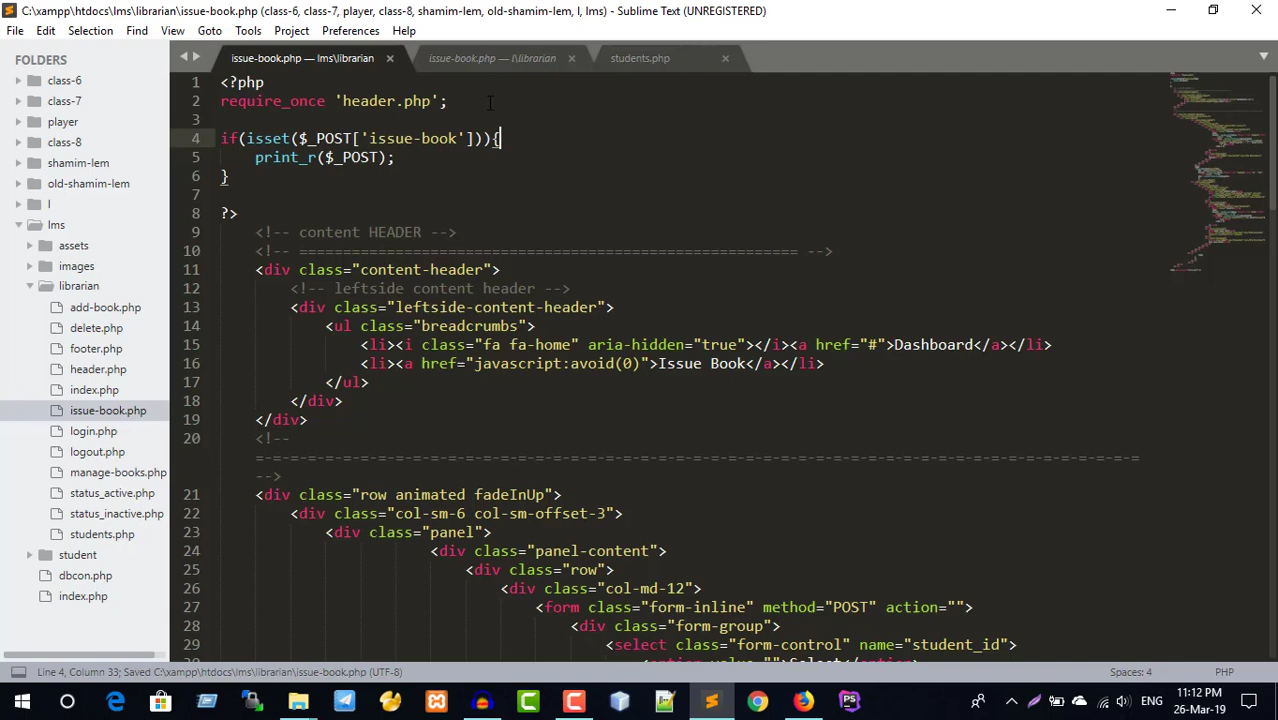 C:\xampp\htdocs\lms\librarian\issue-book.php (class-6, class-7, player, class-8, shamim-lem, old-shamim-lem, l, lms) - Sublime Text (UNREGISTERED)
File Edit Selection Find View Goto Tools Project Preferences Help
FOLDERS
class-6
class-7
player
class-8
shamim-lem
old-shamim-lem
l
lms
assets
images
librarian
add-book.php
delete.php
footer.php
header.php
index.php
issue-book.php
login.php
logout.php
manage-books.php
status_active.php
status_inactive.php
students.php
student
dbcon.php
index.php
issue-book.php — lms\librarian issue-book.php — l\librarian students.php
1 <?php
2 require_once 'header.php';
3
4 if(isset($_POST['issue-book'])){
5 print_r($_POST);
6 }
7
8 ?>
9 <!-- content HEADER -->
10 <!-- ========================================================= -->
11 <div class="content-header">
12 <!-- leftside content header -->
13 <div class="leftside-content-header">
14 <ul class="breadcrumbs">
15 <li><i class="fa fa-home" aria-hidden="true"></i><a href="#">Dashboard</a></li>
16 <li><a href="javascript:avoid(0)">Issue Book</a></li>
17 </ul>
18 </div>
19 </div>
20 <!--
=-=-=-=-=-=-=-=-=-=-=-=-=-=-=-=-=-=-=-=-=-=-=-=-=-=-=-=-=-=-=-=-=-=-=-=-=-=-=-=-=-=-=-=-=-=-=-=-=-=-=
-->
21 <div class="row animated fadeInUp">
22 <div class="col-sm-6 col-sm-offset-3">
23 <div class="panel">
24 <div class="panel-content">
25 <div class="row">
26 <div class="col-md-12">
27 <form class="form-inline" method="POST" action="">
28 <div class="form-group">
29 <select class="form-control" name="student_id">
<option value="">Select</option>
Line 4, Column 33; Saved C:\xampp\htdocs\lms\librarian\issue-book.php (UTF-8) Spaces: 4 PHP
ENG 11:12 PM
26-Mar-19